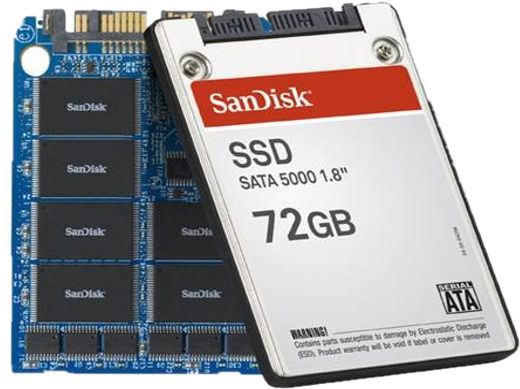 SanDisk
SSD
SATA 5000 1.8"
72GB
SERIAL
ATA
WARNING!
Contains parts susceptible to damage by Electrostatic Discharge
(ESD). Product warranty will be void if label or cover is removed.
SanDisk
SanDisk
SanDisk
SanDisk
SanDisk